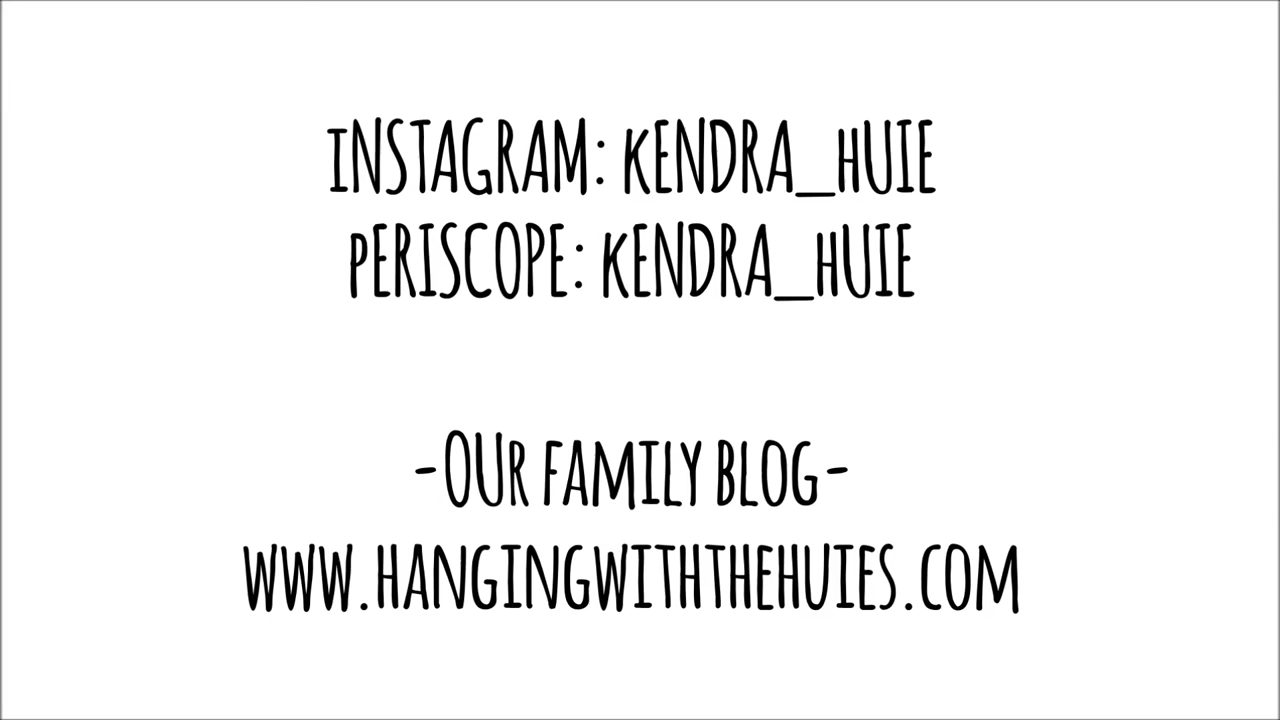 INSTAGRAM: KENDRA_HUIE
PERISCOPE: KENDRA_HUIE
-OUR FAMILY BLOG-
WWW.HANGINGWITHTHEHUIES.COM